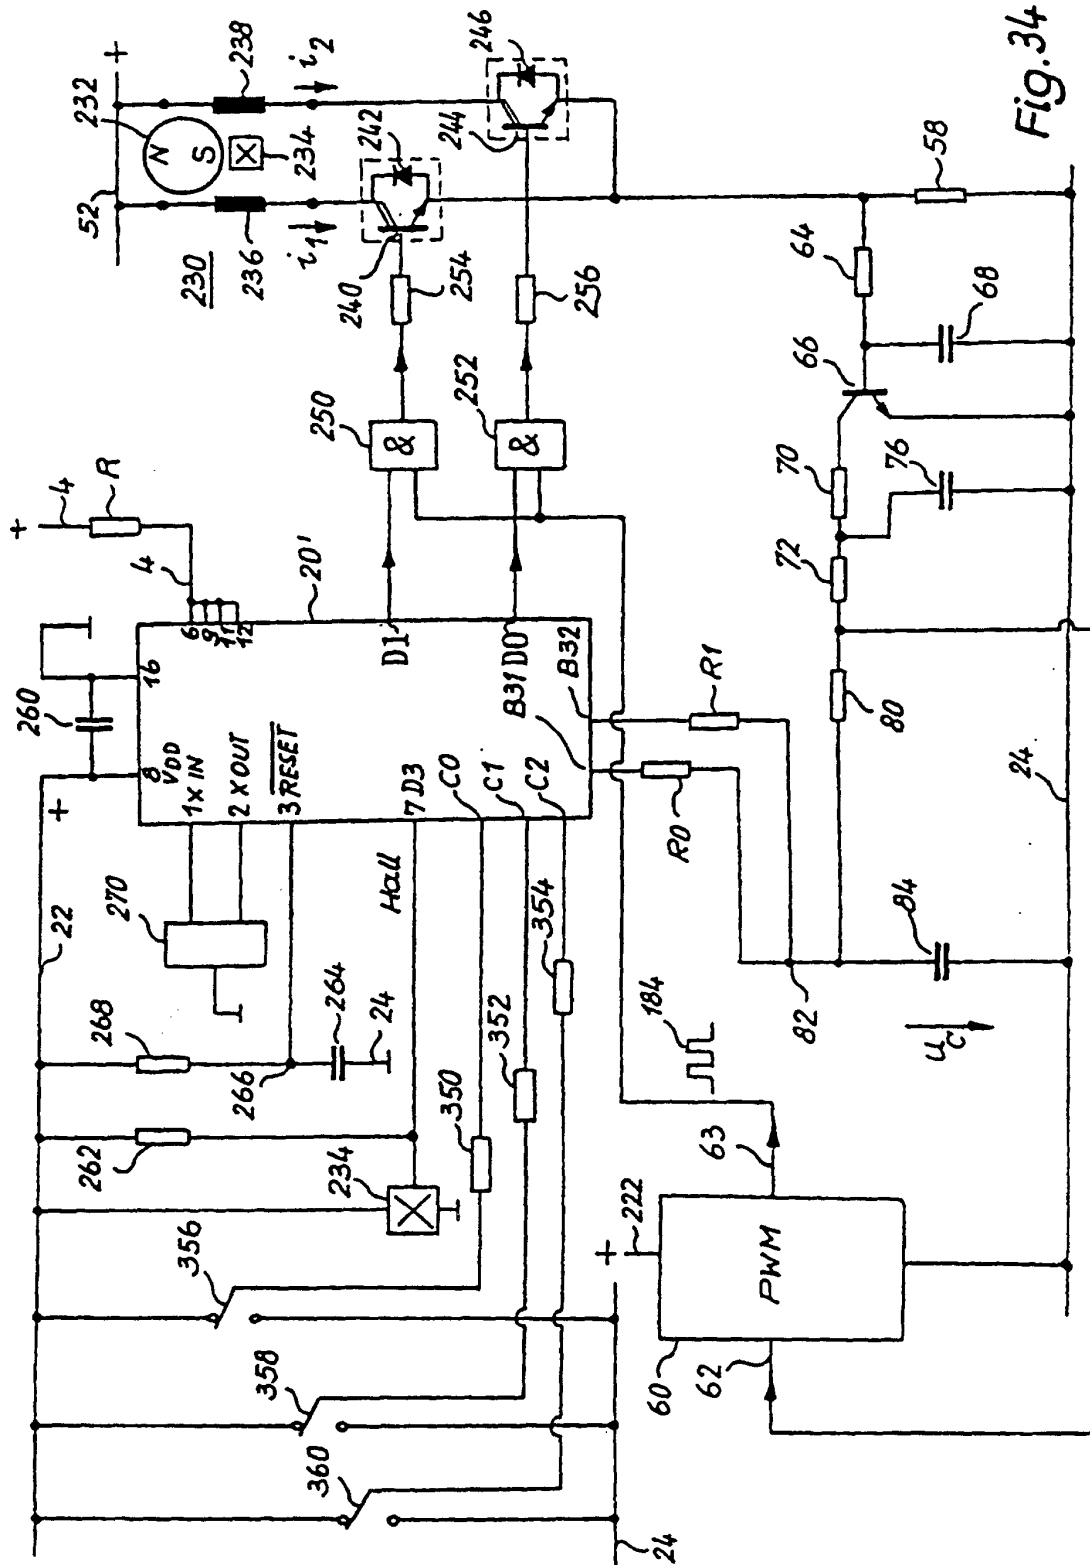 Fig. 34
52
232
+
N
S
234
238
i2
i1
236
230
240
242
244
246
254
256
250
&
252
&
+
4
R
4
20'
260
+
8
VDD
16
6
9
11
12
1 X IN
2 X OUT
3 RESET
7 D3
C0
C1
C2
D1
D0
B31
B32
22
270
268
266
264
24
262
Hall
234
350
352
354
356
358
360
24
R0
R1
184
82
84
uC
63
+
222
PWM
60
62
80
72
70
76
66
68
64
58
24